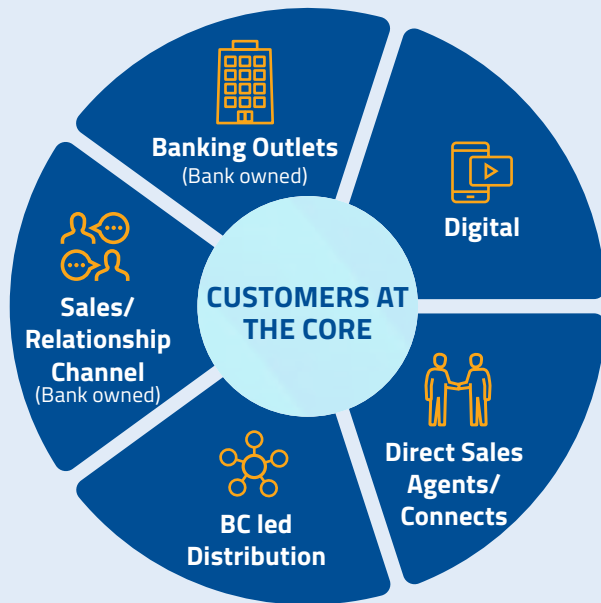 Banking Outlets
(Bank owned)
Digital
Direct Sales
Agents/
Connects
BC led
Distribution
Sales/
Relationship
Channel
(Bank owned)
CUSTOMERS AT
THE CORE